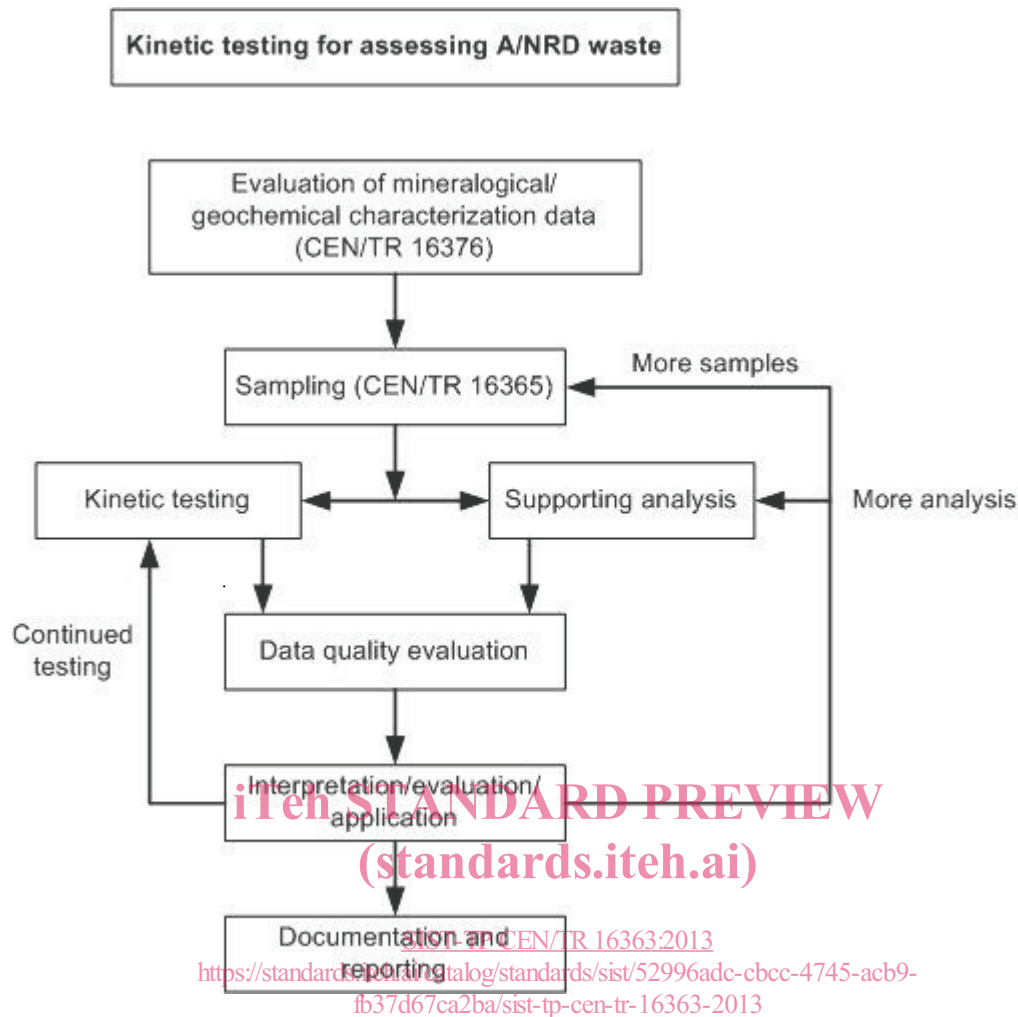 Kinetic testing for assessing A/NRD waste
Evaluation of mineralogical/
geochemical characterization data
(CEN/TR 16376)
Sampling (CEN/TR 16365)
More samples
Kinetic testing
Supporting analysis
More analysis
Continued
testing
Data quality evaluation
Interpretation/evaluation/
application
iTeh STANDARD PREVIEW
(standards.iteh.ai)
Documentation and
reporting
SIST-TP CEN/TR 16363:2013
https://standards.iteh.ai/catalog/standards/sist/52996adc-cbcc-4745-acb9-
fb37d67ca2ba/sist-tp-cen-tr-16363-2013